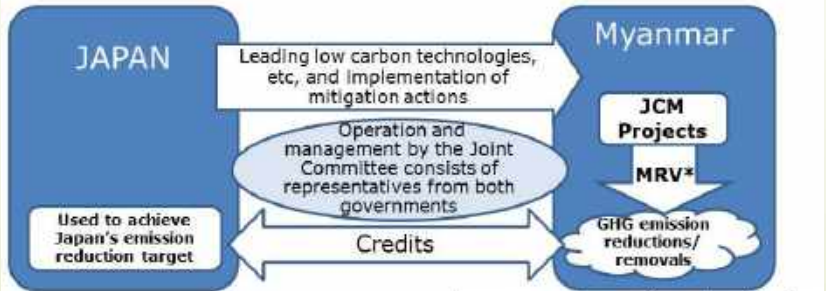 JAPAN
Leading low carbon technologies,
etc, and implementation of
mitigation actions
Myanmar
JCM
Projects
Operation and
management by the Joint
Committee consists of
representatives from both
governments
MRV*
Used to achieve
Japan's emission
reduction target
Credits
GHG emission
reductions/
removals